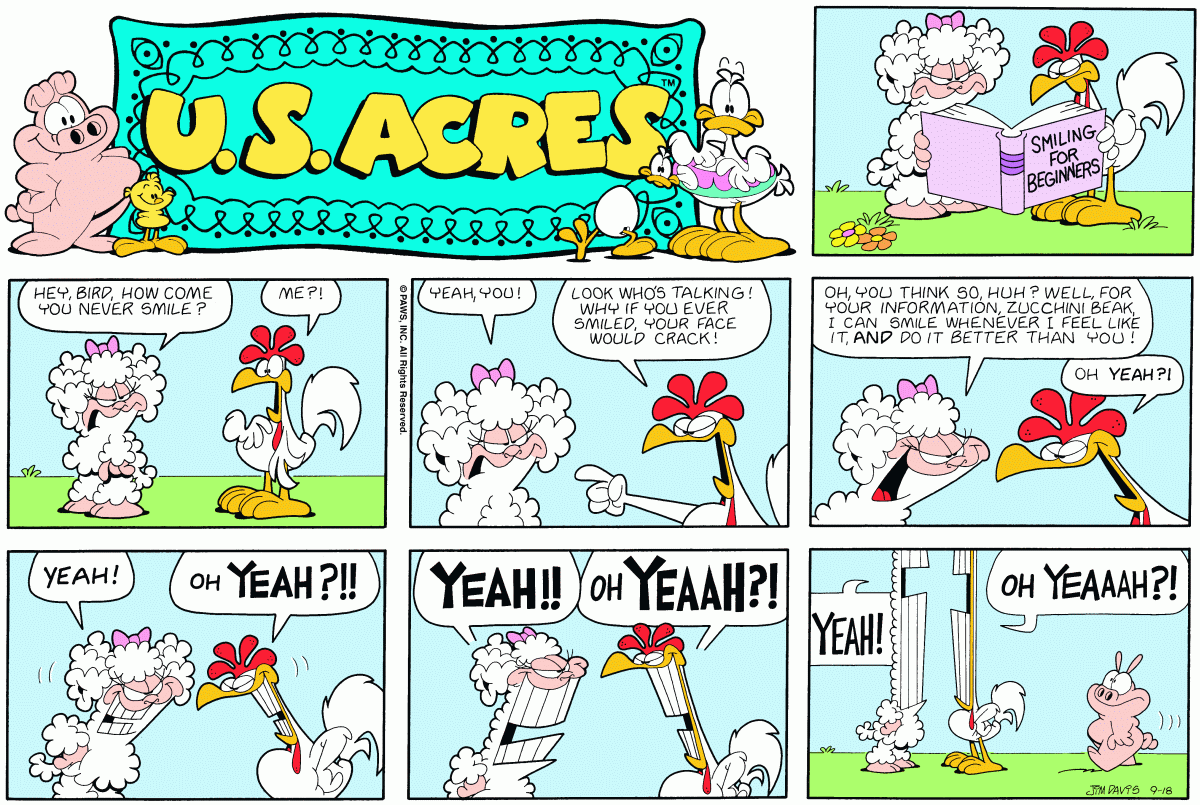 U.S. ACRES™
SMILING
FOR
BEGINNERS
HEY, BIRD, HOW COME
YOU NEVER SMILE?
ME?!
© PAWS, INC. All Rights Reserved.
YEAH, YOU!
LOOK WHO'S TALKING!
WHY IF YOU EVER
SMILED, YOUR FACE
WOULD CRACK!
OH, YOU THINK SO, HUH? WELL, FOR
YOUR INFORMATION, ZUCCHINI BEAK,
I CAN SMILE WHENEVER I FEEL LIKE
IT, AND DO IT BETTER THAN YOU!
OH YEAH?!
YEAH!
OH YEAH?!!
YEAH!!
OH YEAAH?!
YEAH!
OH YEAAAH?!
JIM DAVIS 9-18